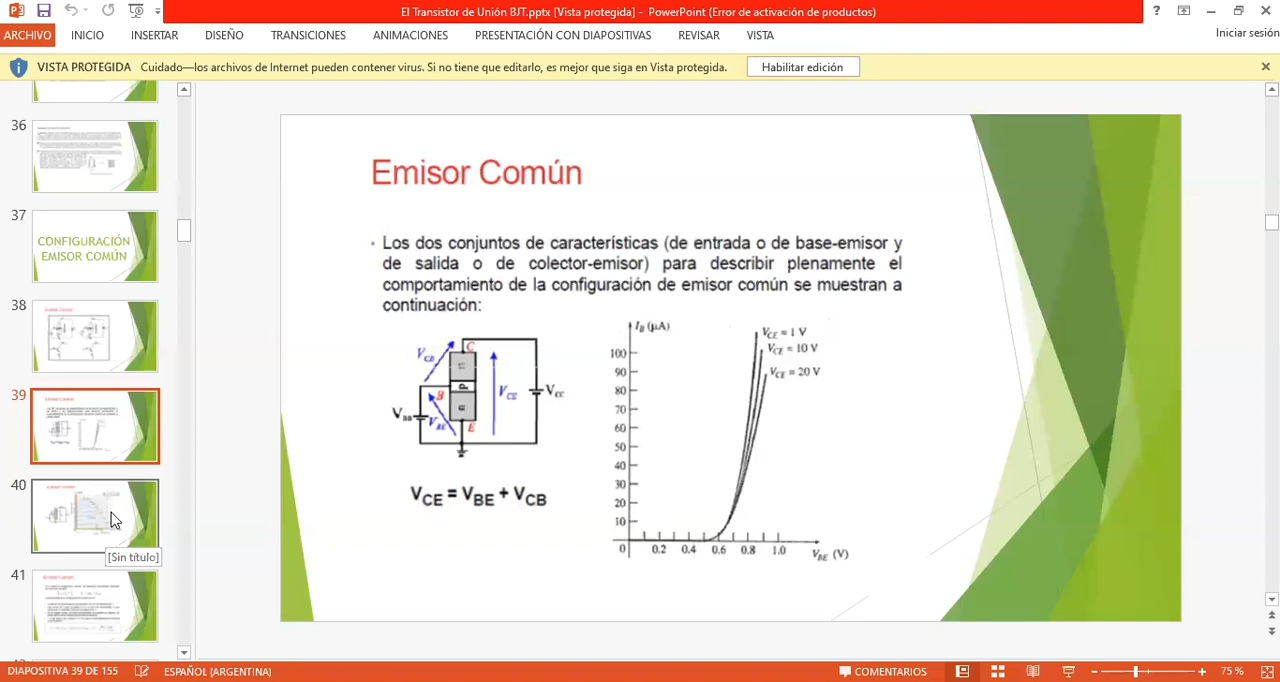 El Transistor de Unión BJT.pptx [Vista protegida] - PowerPoint (Error de activación de productos)
?
ARCHIVO INICIO INSERTAR DISEÑO TRANSICIONES ANIMACIONES PRESENTACIÓN CON DIAPOSITIVAS REVISAR VISTA Iniciar sesión
VISTA PROTEGIDA Cuidado—los archivos de Internet pueden contener virus. Si no tiene que editarlo, es mejor que siga en Vista protegida. Habilitar edición
36
37
CONFIGURACIÓN
EMISOR COMÚN
38
39
40
[Sin título]
41
Emisor Común
• Los dos conjuntos de características (de entrada o de base-emisor y
de salida o de colector-emisor) para describir plenamente el
comportamiento de la configuración de emisor común se muestran a
continuación:
V_CB C
n
p
n
B
V_BB
V_BE E
V_CE
V_CC
V_CE = V_BE + V_CB
I_B (μA)
V_CE = 1 V
V_CE = 10 V
V_CE = 20 V
100
90
80
70
60
50
40
30
20
10
0 0.2 0.4 0.6 0.8 1.0 V_BE (V)
DIAPOSITIVA 39 DE 155 ESPAÑOL (ARGENTINA) COMENTARIOS 75 %